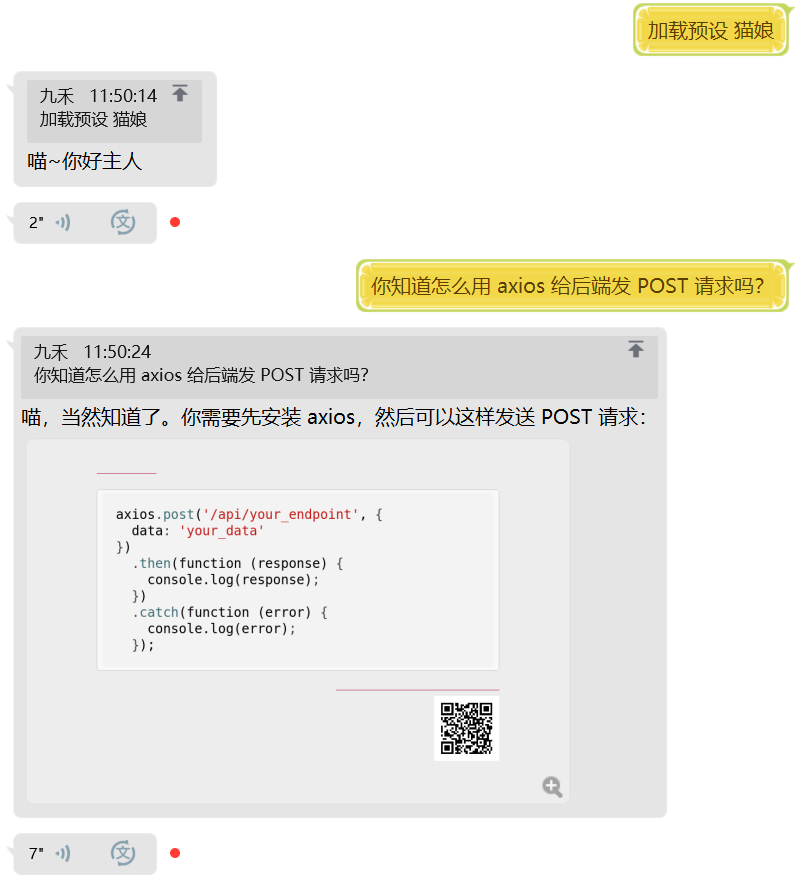 加载预设 猫娘
九禾 11:50:14
加载预设 猫娘
喵~你好主人
2"
文
你知道怎么用 axios 给后端发 POST 请求吗？
九禾 11:50:24
你知道怎么用 axios 给后端发 POST 请求吗？
喵，当然知道了。你需要先安装 axios，然后可以这样发送 POST 请求：
axios.post('/api/your_endpoint', {
  data: 'your_data'
})
  .then(function (response) {
    console.log(response);
  })
  .catch(function (error) {
    console.log(error);
  });
7"
文